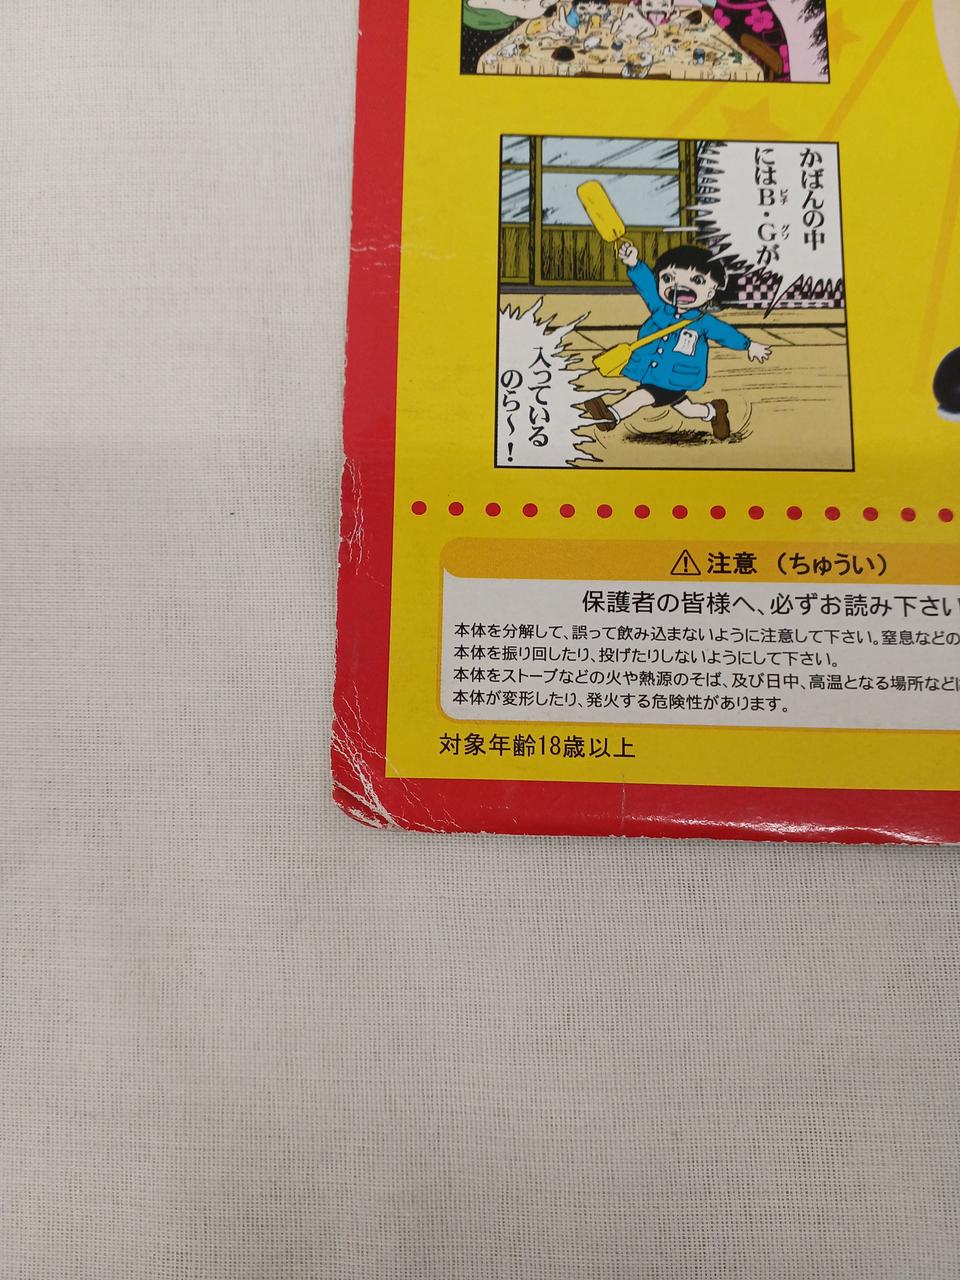 かばんの中
にはB・Gが
ビチ
グソ
入っている
のら～!
注意 (ちゅうい)
保護者の皆様へ、必ずお読み下さい
本体を分解して、誤って飲み込まないように注意して下さい。窒息などの
本体を振り回したり、投げたりしないようにして下さい。
本体をストーブなどの火や熱源のそば、及び日中、高温となる場所など
本体が変形したり、発火する危険性があります。
対象年齢18歳以上